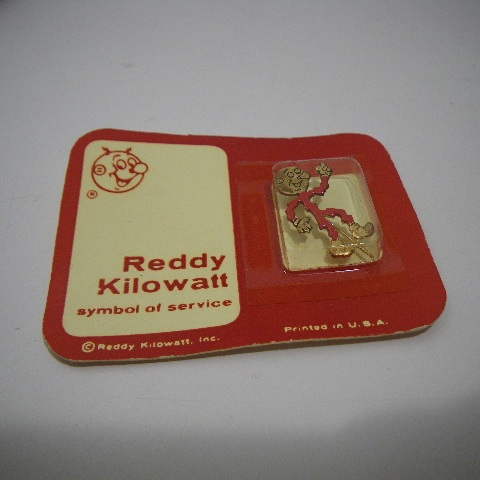 ®
Reddy
Kilowatt
symbol of service
© Reddy Kilowatt, Inc.
Printed in U.S.A.